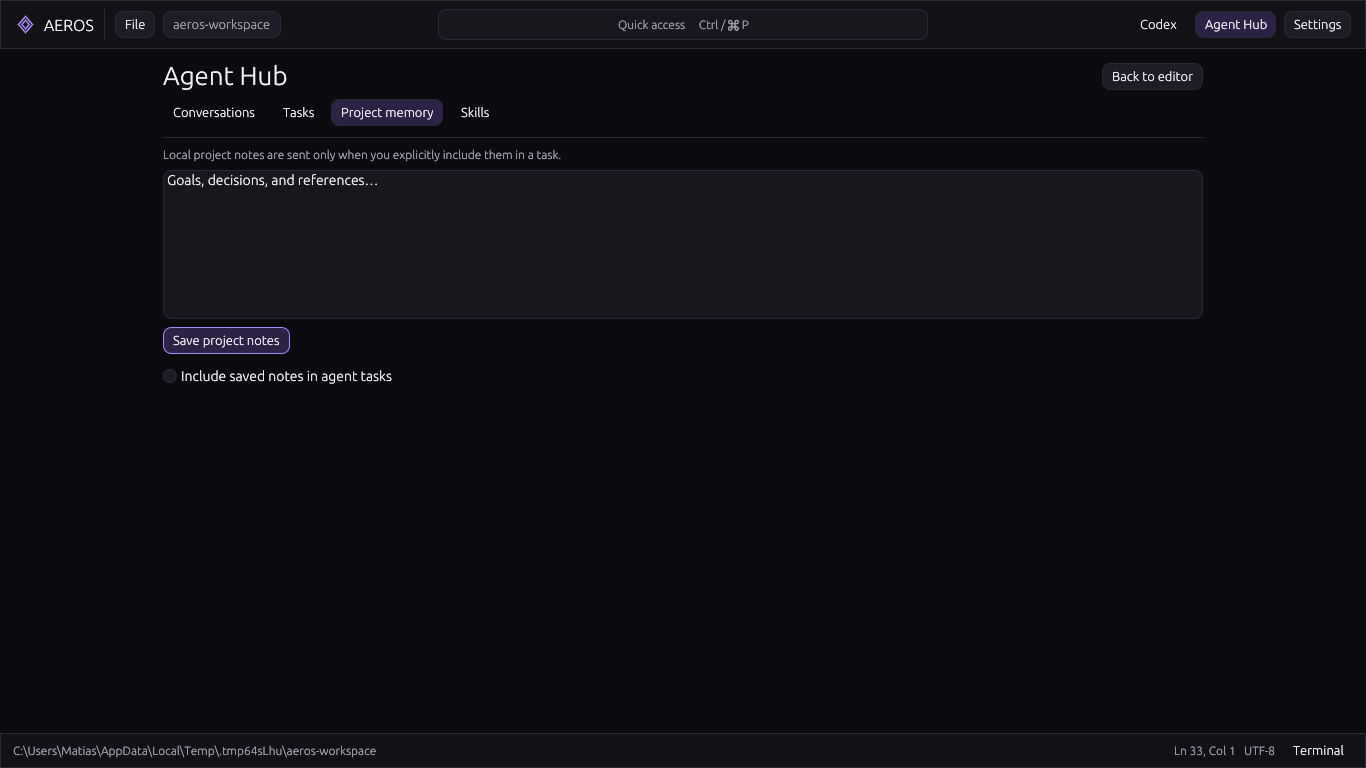 AEROS File aeros-workspace Quick access Ctrl/⌘P Codex Agent Hub Settings
Agent Hub Back to editor
Conversations Tasks Project memory Skills
Local project notes are sent only when you explicitly include them in a task.
Goals, decisions, and references…
Save project notes
Include saved notes in agent tasks
C:\Users\Matias\AppData\Local\Temp\.tmp64sLhu\aeros-workspace Ln 33, Col 1 UTF-8 Terminal